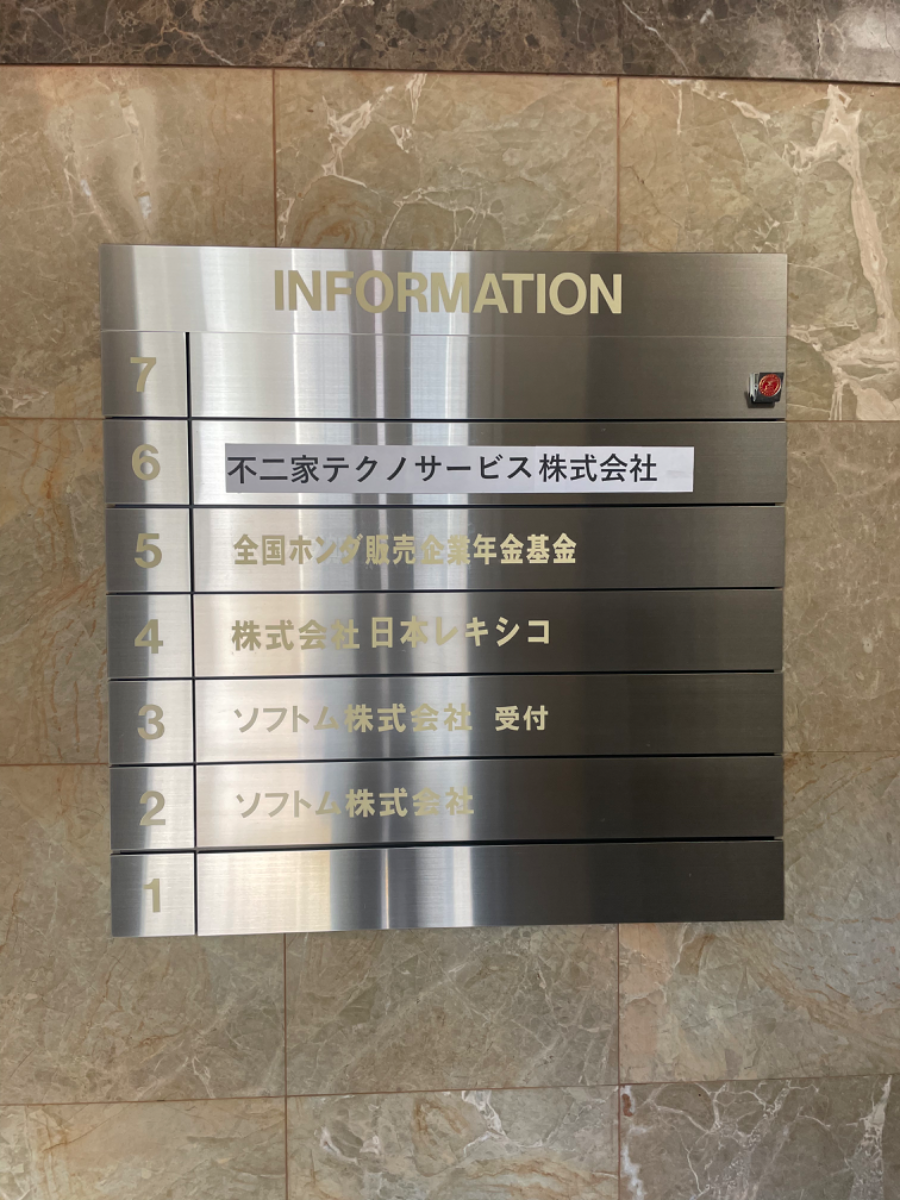 INFORMATION
7
6 不二家テクノサービス株式会社
5 全国ホンダ販売企業年金基金
4 株式会社 日本レキシコ
3 ソフトム株式会社 受付
2 ソフトム株式会社
1